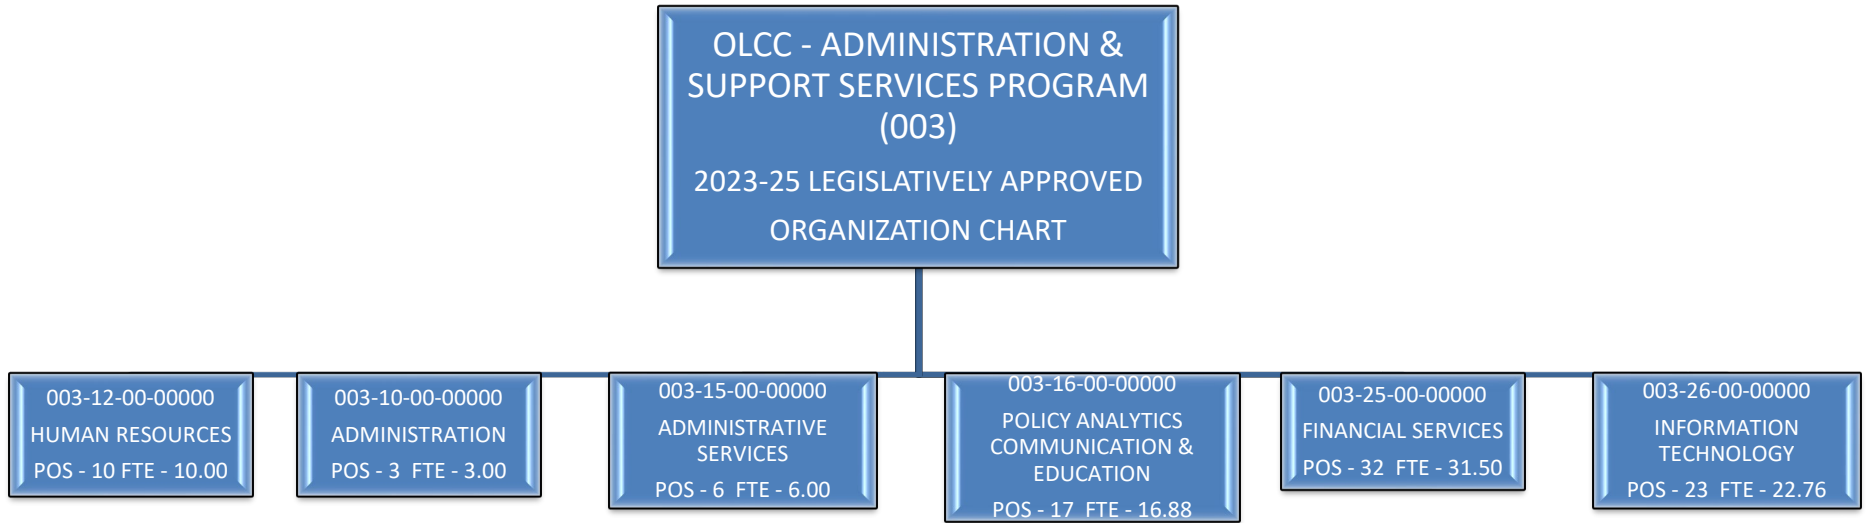 OLCC - ADMINISTRATION &
SUPPORT SERVICES PROGRAM
(003)
2023-25 LEGISLATIVELY APPROVED
ORGANIZATION CHART
003-12-00-00000
HUMAN RESOURCES
POS - 10 FTE - 10.00
003-10-00-00000
ADMINISTRATION
POS - 3 FTE - 3.00
003-15-00-00000
ADMINISTRATIVE
SERVICES
POS - 6 FTE - 6.00
003-16-00-00000
POLICY ANALYTICS
COMMUNICATION &
EDUCATION
POS - 17 FTE - 16.88
003-25-00-00000
FINANCIAL SERVICES
POS - 32 FTE - 31.50
003-26-00-00000
INFORMATION
TECHNOLOGY
POS - 23 FTE - 22.76